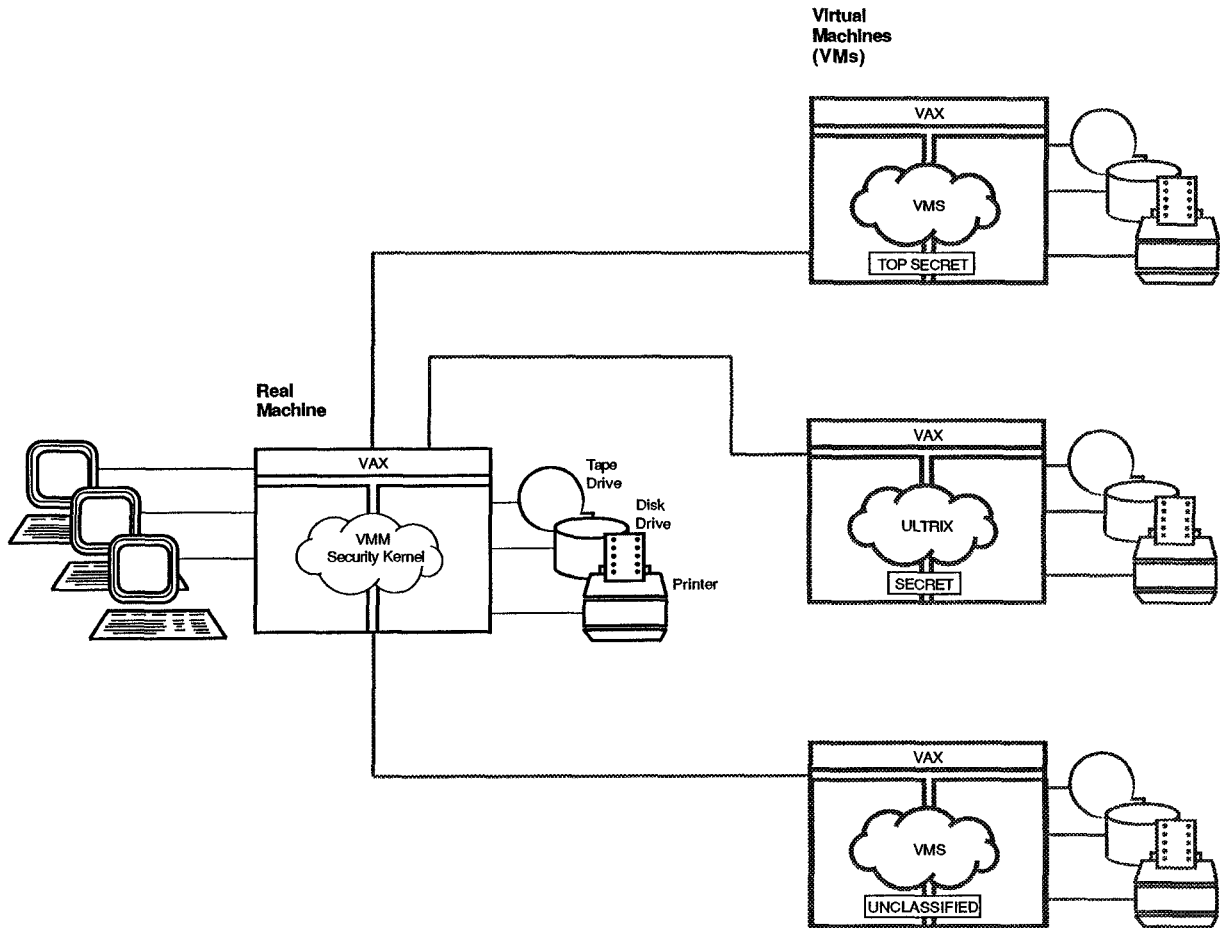 Virtual
Machines
(VMs)
VAX
VMS
TOP SECRET
Real
Machine
VAX
VMM
Security Kernel
Tape
Drive
Disk
Drive
Printer
VAX
ULTRIX
SECRET
VAX
VMS
UNCLASSIFIED